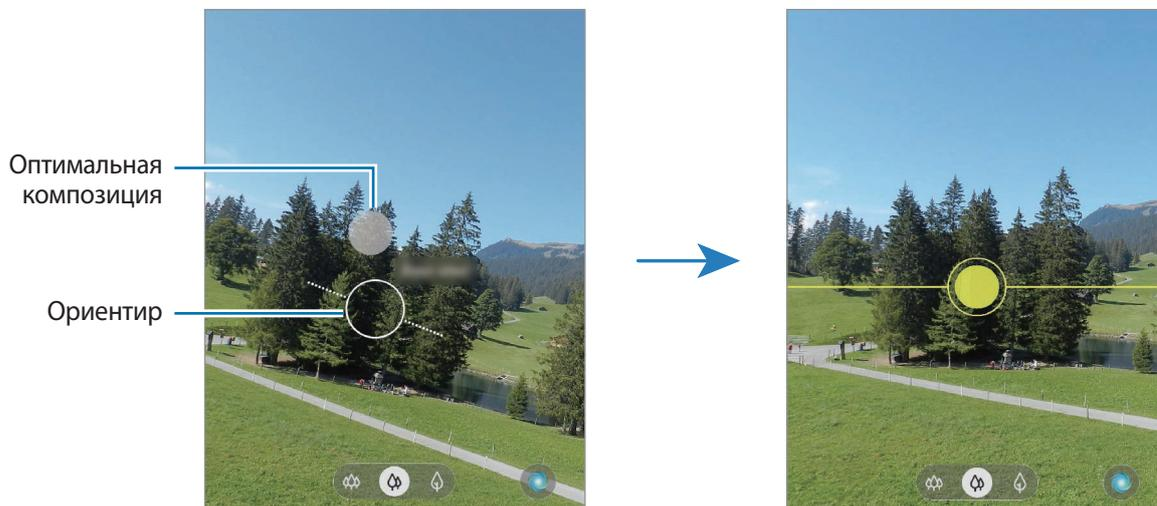 Оптимальная
композиция
Ориентир